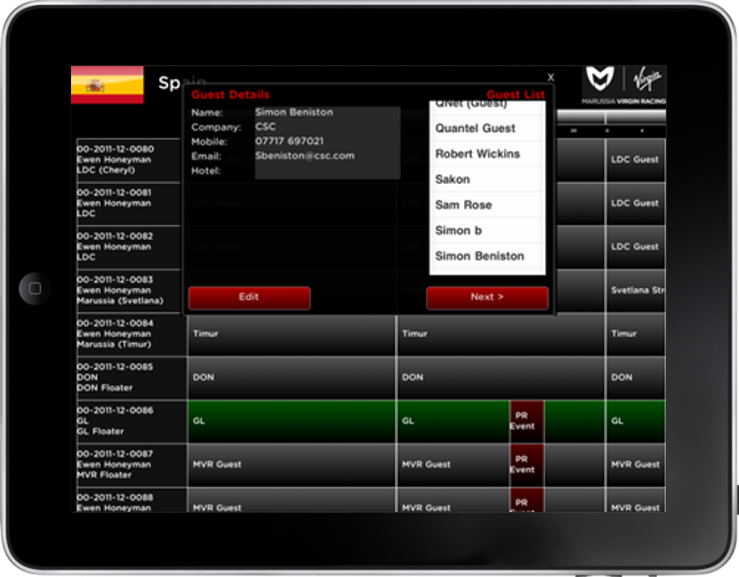 Spain
X
Virgin
MARUSSIA VIRGIN RACING
Guest Details
Guest List
Name: Simon Beniston
Company: CSC
Mobile: 07717 697021
Email: Sbeniston@csc.com
Hotel:
QNet (Guest)
Quantel Guest
Robert Wickins
Sakon
Sam Rose
Simon b
Simon Beniston
Edit
Next >
20 0 4
00-2011-12-0080
Ewen Honeyman
LDC (Cheryl)
LDC Guest
00-2011-12-0081
Ewen Honeyman
LDC
LDC Guest
00-2011-12-0082
Ewen Honeyman
LDC
LDC Guest
00-2011-12-0083
Ewen Honeyman
Marussia (Svetlana)
Svetlana Str
00-2011-12-0084
Ewen Honeyman
Marussia (Timur)
Timur Timur Timur
00-2011-12-0085
DON
DON Floater
DON DON DON
00-2011-12-0086
GL
GL Floater
GL GL PR Event GL
00-2011-12-0087
Ewen Honeyman
MVR Floater
MVR Guest MVR Guest PR Event MVR Guest
00-2011-12-0088
Ewen Honeyman
MVR Guest MVR Guest PR Event MVR Guest